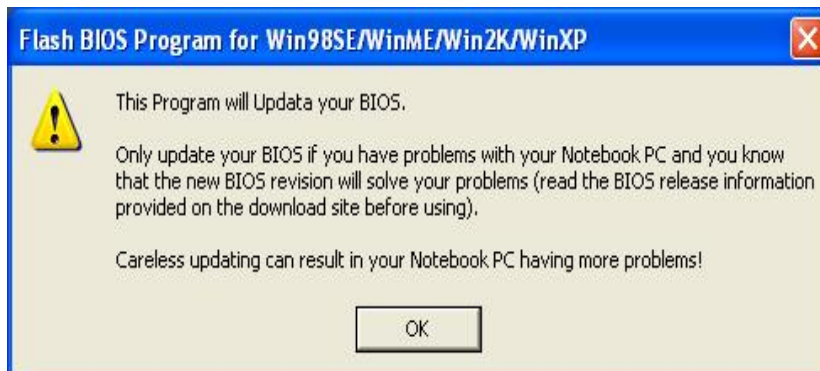 Flash BIOS Program for Win98SE/WinME/Win2K/WinXP
This Program will Updata your BIOS.
Only update your BIOS if you have problems with your Notebook PC and you know
that the new BIOS revision will solve your problems (read the BIOS release information
provided on the download site before using).
Careless updating can result in your Notebook PC having more problems!
OK